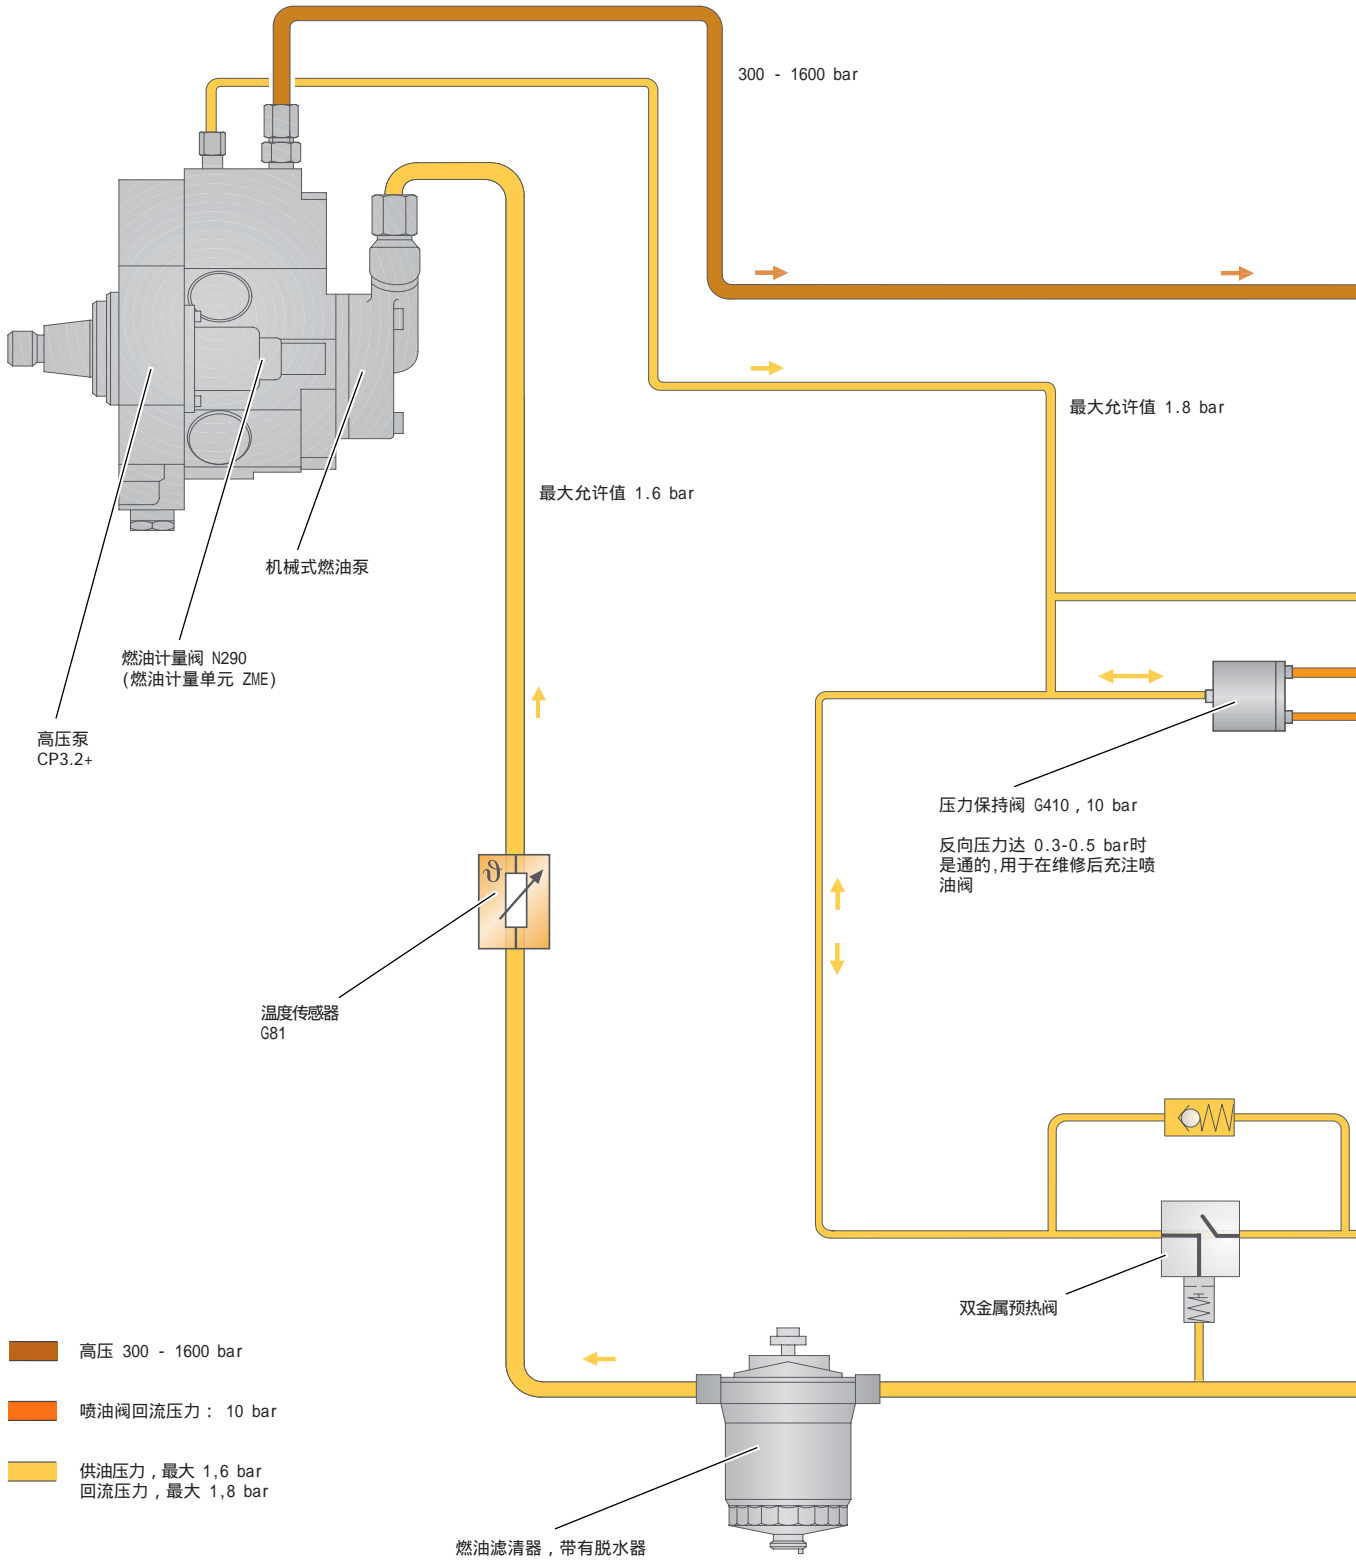 300 - 1600 bar
最大允许值 1.8 bar
最大允许值 1.6 bar
机械式燃油泵
燃油计量阀 N290
(燃油计量单元 ZME)
高压泵
CP3.2+
压力保持阀 G410 , 10 bar
反向压力达 0.3-0.5 bar时
是通的,用于在维修后充注喷
油阀
ϑ
温度传感器
G81
双金属预热阀
高压 300 - 1600 bar
喷油阀回流压力 : 10 bar
供油压力 , 最大 1,6 bar
回流压力 , 最大 1,8 bar
燃油滤清器 , 带有脱水器